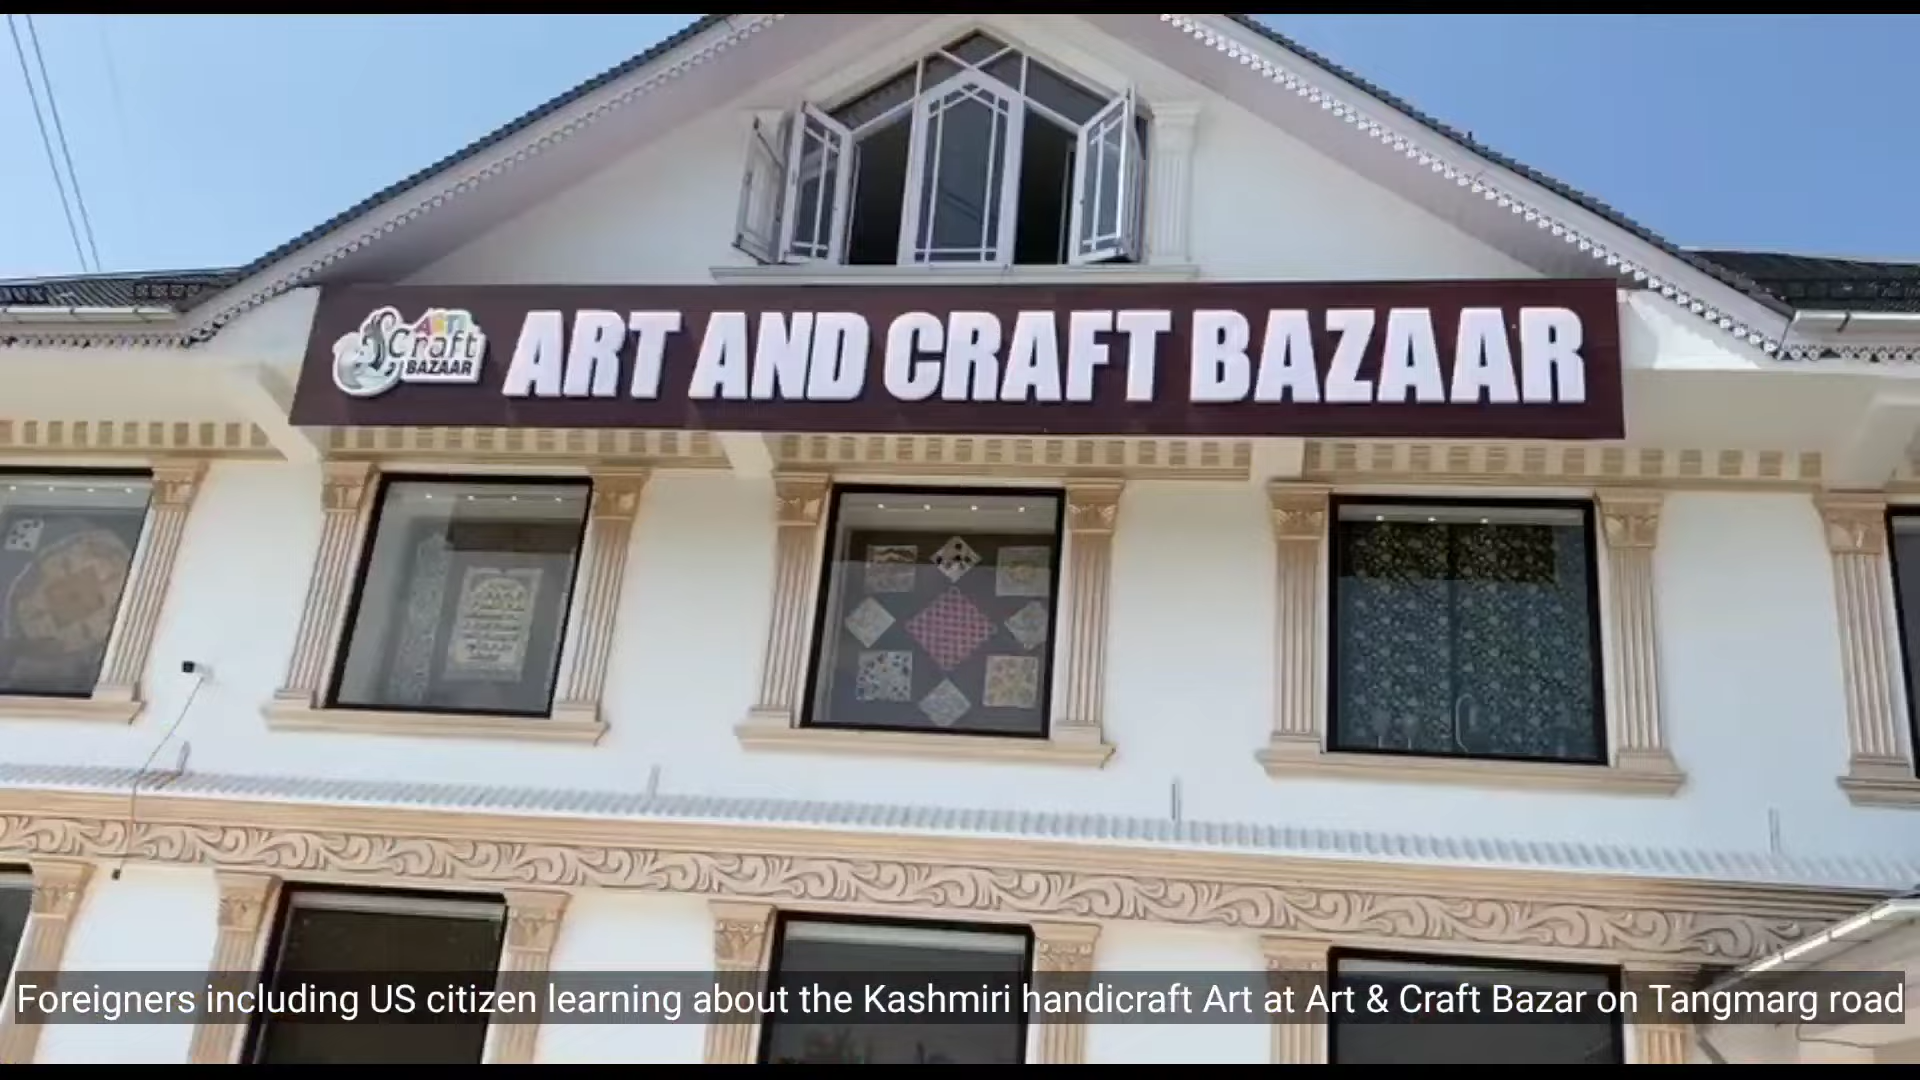 ART
Craft
BAZAAR
ART AND CRAFT BAZAAR
Foreigners including US citizen learning about the Kashmiri handicraft Art at Art & Craft Bazar on Tangmarg road